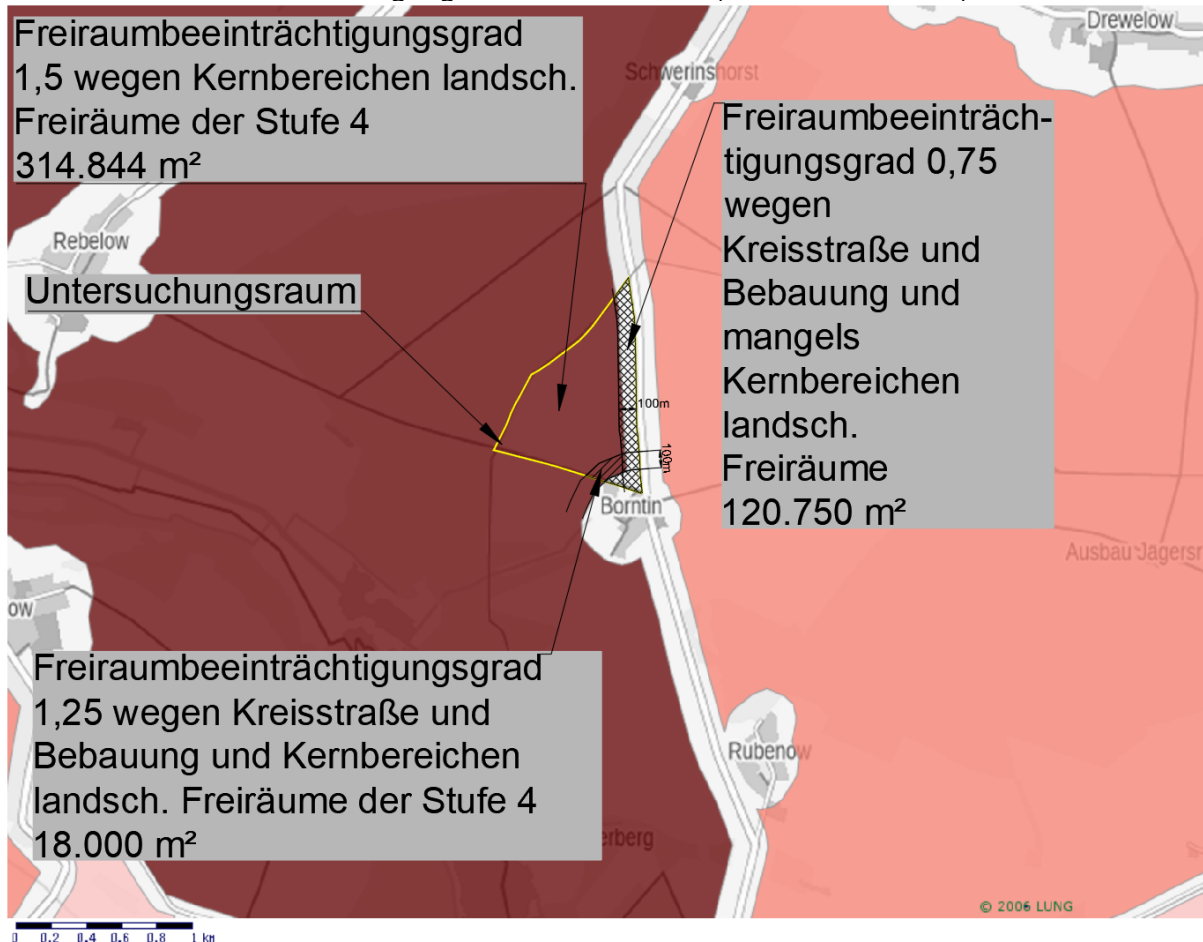 Freiraumbeeinträchtigungsgrad
1,5 wegen Kernbereichen landsch.
Freiräume der Stufe 4
314.844 m²
Drewelow
Schwerinshorst
Freiraumbeeinträch-
tigungsgrad 0,75
wegen
Kreisstraße und
Bebauung und
mangels
Kernbereichen
landsch.
Freiräume
120.750 m²
Rebelow
Untersuchungsraum
100m
100m
Borntin
Ausbau Jägersr
ow
Freiraumbeeinträchtigungsgrad
1,25 wegen Kreisstraße und
Bebauung und Kernbereichen
landsch. Freiräume der Stufe 4
18.000 m²
Rubenow
erberg
© 2006 LUNG
0 0.2 0.4 0.6 0.8 1 km